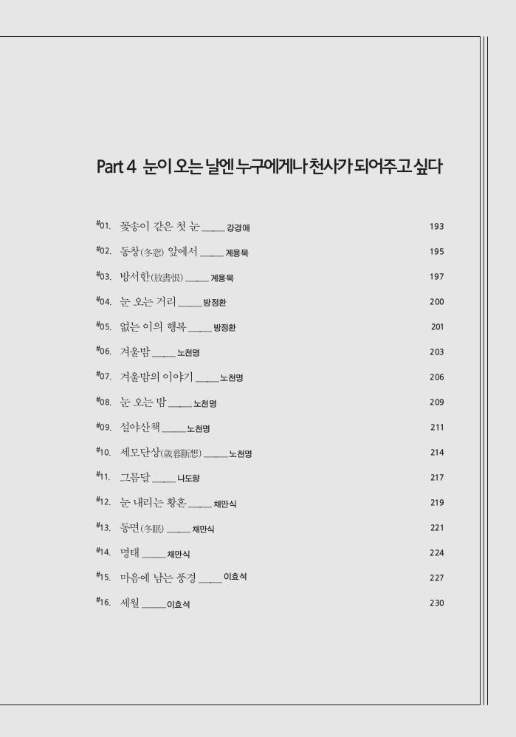 Part 4 눈이 오는 날엔 누구에게나 천사가 되어주고 싶다
#01. 꽃송이 같은 첫 눈 _____ 강경애 193
#02. 동창(冬窓) 앞에서 _____ 계용묵 195
#03. 방서한(放書恨) _____ 계용묵 197
#04. 눈 오는 거리 _____ 방정환 200
#05. 없는 이의 행복 _____ 방정환 201
#06. 겨울밤 _____ 노천명 203
#07. 겨울밤의 이야기 _____ 노천명 206
#08. 눈 오는 밤 _____ 노천명 209
#09. 설야산책 _____ 노천명 211
#10. 세모단상(歲暮斷想) _____ 노천명 214
#11. 그믐달 _____ 나도향 217
#12. 눈 내리는 황혼 _____ 채만식 219
#13. 동면(冬眠) _____ 채만식 221
#14. 명태 _____ 채만식 224
#15. 마음에 남는 풍경 _____ 이효석 227
#16. 세월 _____ 이효석 230